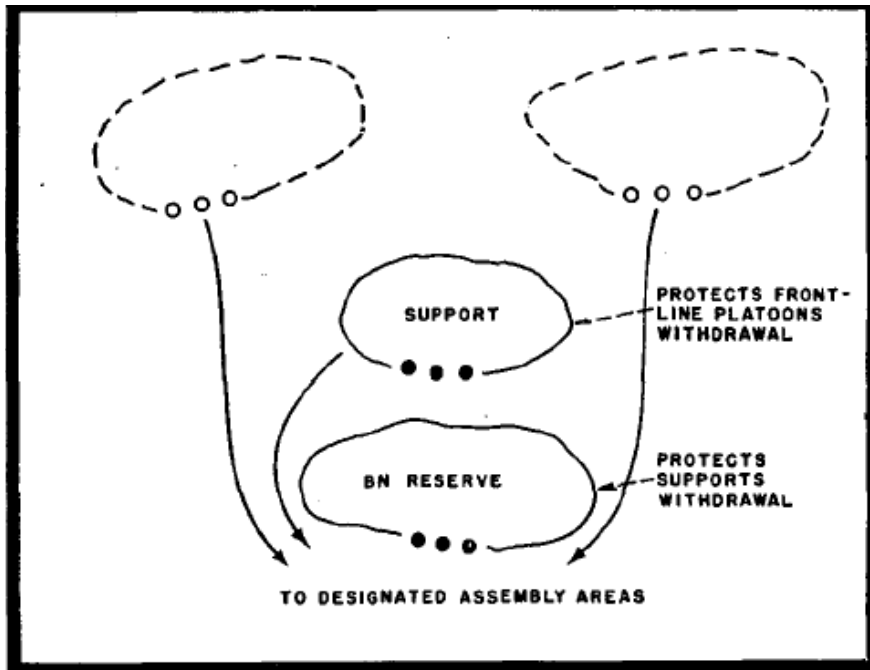 SUPPORT
PROTECTS FRONT-
LINE PLATOONS
WITHDRAWAL
BN RESERVE
PROTECTS
SUPPORTS
WITHDRAWAL
TO DESIGNATED ASSEMBLY AREAS